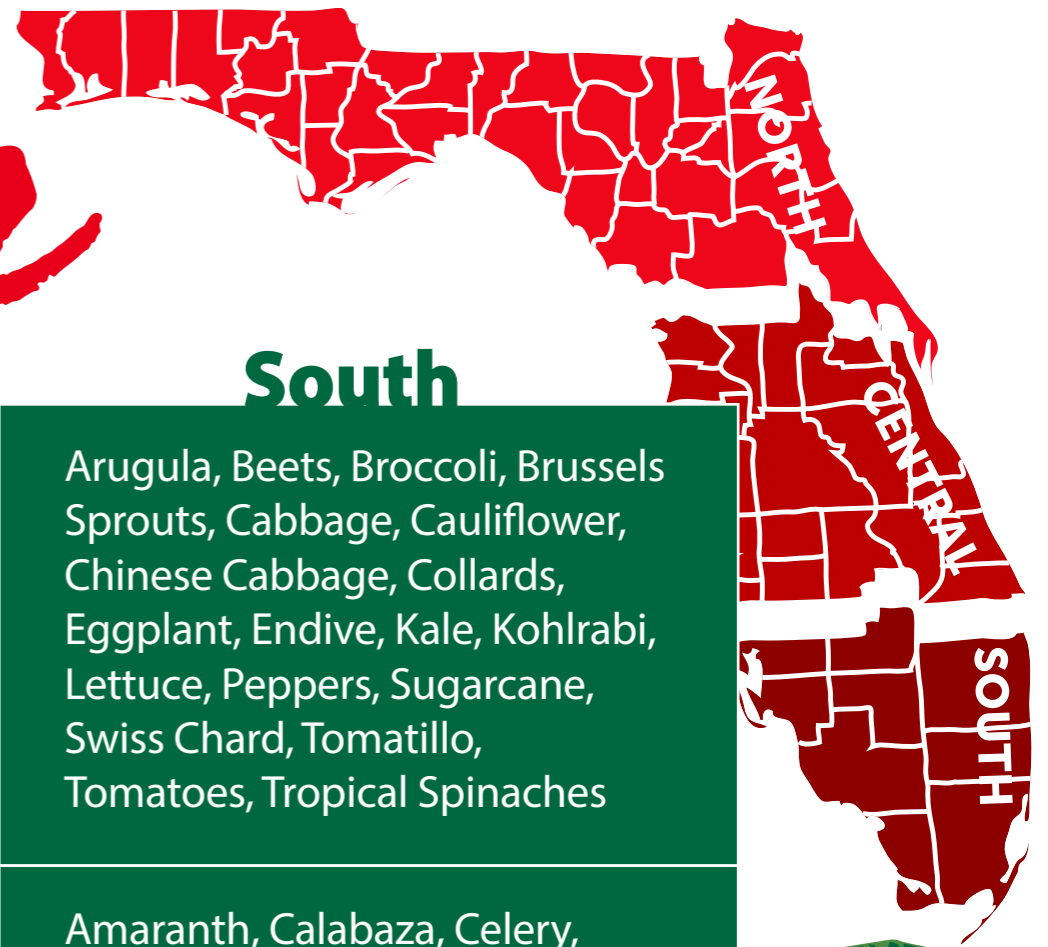 NORTH
South
CENTRAL
Arugula, Beets, Broccoli, Brussels
Sprouts, Cabbage, Cauliflower,
Chinese Cabbage, Collards,
Eggplant, Endive, Kale, Kohlrabi,
Lettuce, Peppers, Sugarcane,
Swiss Chard, Tomatillo,
Tomatoes, Tropical Spinaches
SOUTH
Amaranth, Calabaza, Celery,